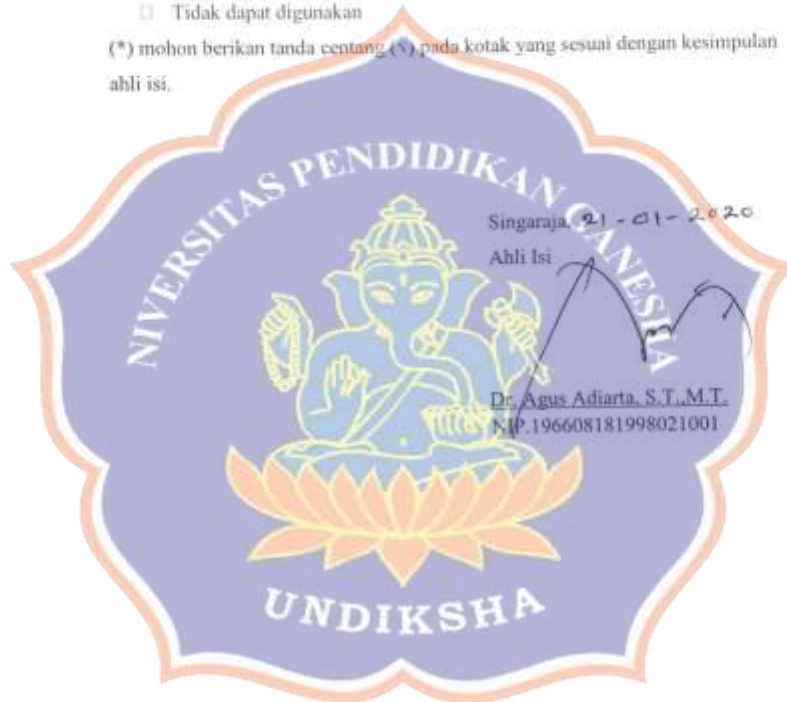 Tidak dapat digunakan
(*) mohon berikan tanda centang (√) pada kotak yang sesuai dengan kesimpulan
ahli isi.
NIVERSITAS PENDIDIKAN GANESHA
Singaraja, 21 - 01 - 2020
Ahli Isi
Dr. Agus Adiarta, S.T.,M.T.
NIP.196608181998021001
UNDIKSHA